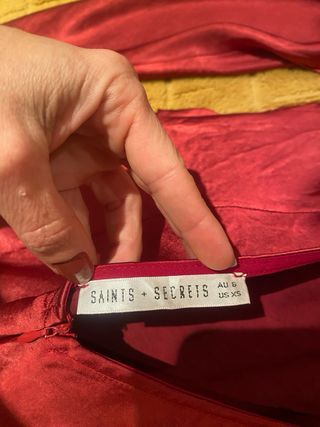 SAINTS + SECRETS AU 6
US XS